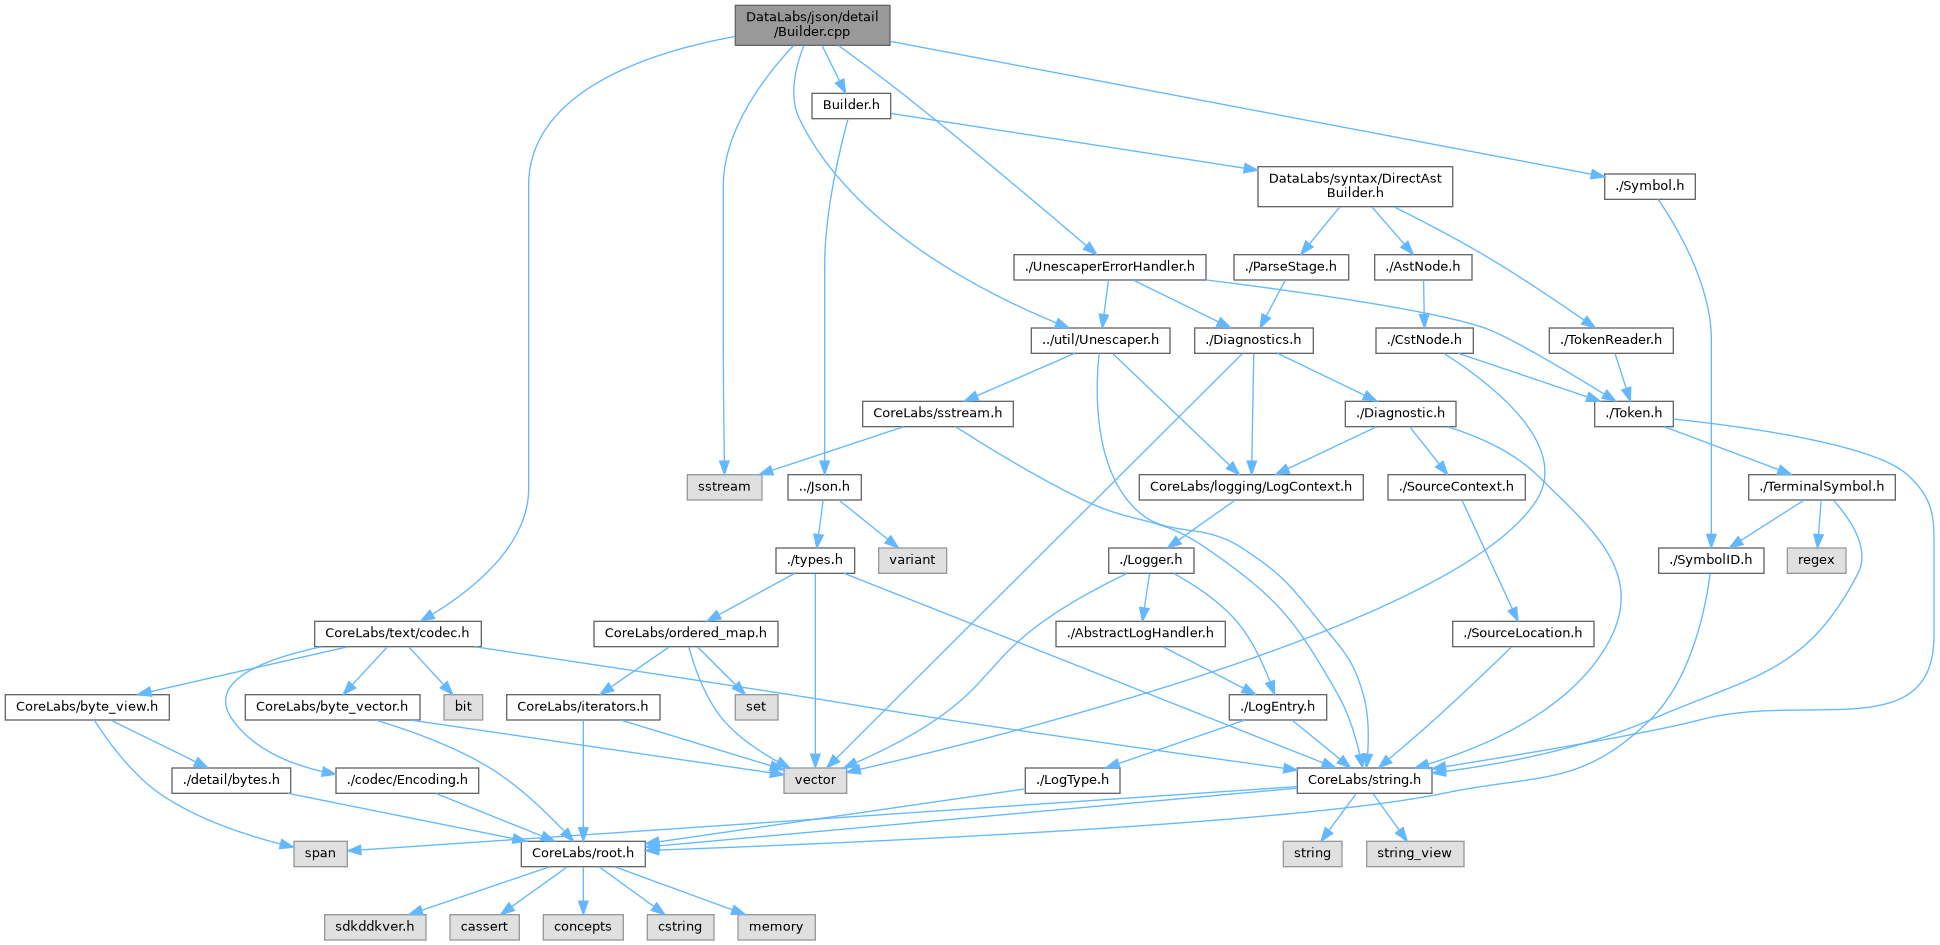 DataLabs/json/detail
/Builder.cpp
Builder.h
DataLabs/syntax/DirectAst
Builder.h
./Symbol.h
./UnescaperErrorHandler.h
./ParseStage.h
./AstNode.h
../util/Unescaper.h
./Diagnostics.h
./CstNode.h
./TokenReader.h
CoreLabs/sstream.h
./Diagnostic.h
./Token.h
sstream
../Json.h
CoreLabs/logging/LogContext.h
./SourceContext.h
./TerminalSymbol.h
./types.h
variant
./Logger.h
./SymbolID.h
regex
CoreLabs/text/codec.h
CoreLabs/ordered_map.h
./AbstractLogHandler.h
./SourceLocation.h
CoreLabs/byte_view.h
CoreLabs/byte_vector.h
bit
CoreLabs/iterators.h
set
./LogEntry.h
./detail/bytes.h
./codec/Encoding.h
vector
./LogType.h
CoreLabs/string.h
span
CoreLabs/root.h
string
string_view
sdkddkver.h
cassert
concepts
cstring
memory